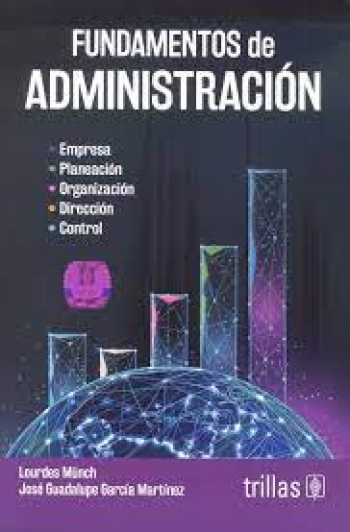 FUNDAMENTOS de
ADMINISTRACIÓN
Empresa
Planeación
Organización
Dirección
Control
Lourdes Münch
José Guadalupe García Martínez
trillas